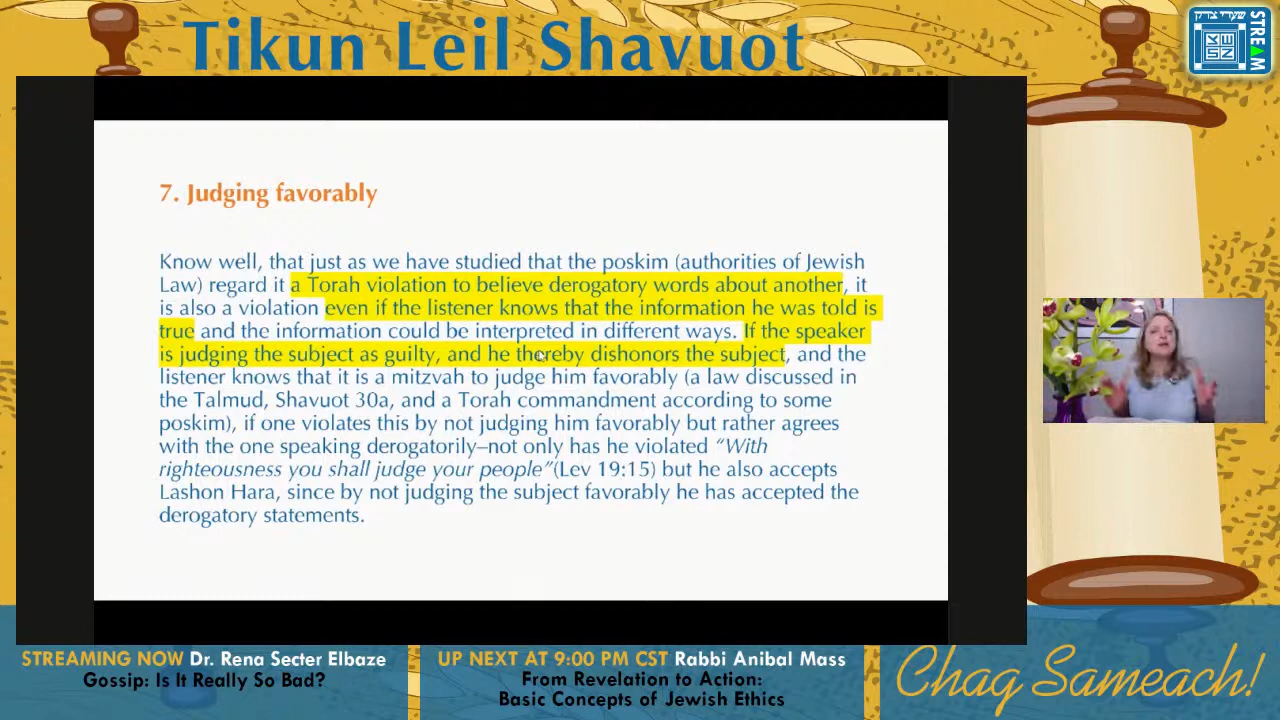 Tikun Leil Shavuot
שערי צדק
STREAM
7. Judging favorably
Know well, that just as we have studied that the poskim (authorities of Jewish
Law) regard it a Torah violation to believe derogatory words about another, it
is also a violation even if the listener knows that the information he was told is
true and the information could be interpreted in different ways. If the speaker
is judging the subject as guilty, and he thereby dishonors the subject, and the
listener knows that it is a mitzvah to judge him favorably (a law discussed in
the Talmud, Shavuot 30a, and a Torah commandment according to some
poskim), if one violates this by not judging him favorably but rather agrees
with the one speaking derogatorily–not only has he violated “With
righteousness you shall judge your people”(Lev 19:15) but he also accepts
Lashon Hara, since by not judging the subject favorably he has accepted the
derogatory statements.
STREAMING NOW Dr. Rena Secter Elbaze
Gossip: Is It Really So Bad?
UP NEXT AT 9:00 PM CST Rabbi Anibal Mass
From Revelation to Action:
Basic Concepts of Jewish Ethics
Chag Sameach!